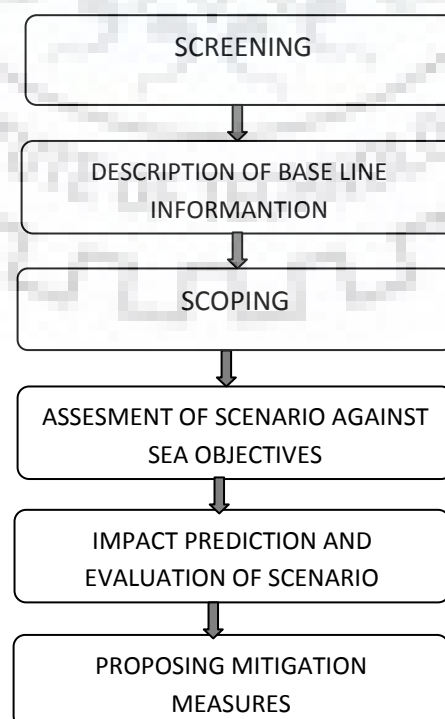 SCREENING
DESCRIPTION OF BASE LINE
INFORMANTION
SCOPING
ASSESMENT OF SCENARIO AGAINST
SEA OBJECTIVES
IMPACT PREDICTION AND
EVALUATION OF SCENARIO
PROPOSING MITIGATION
MEASURES